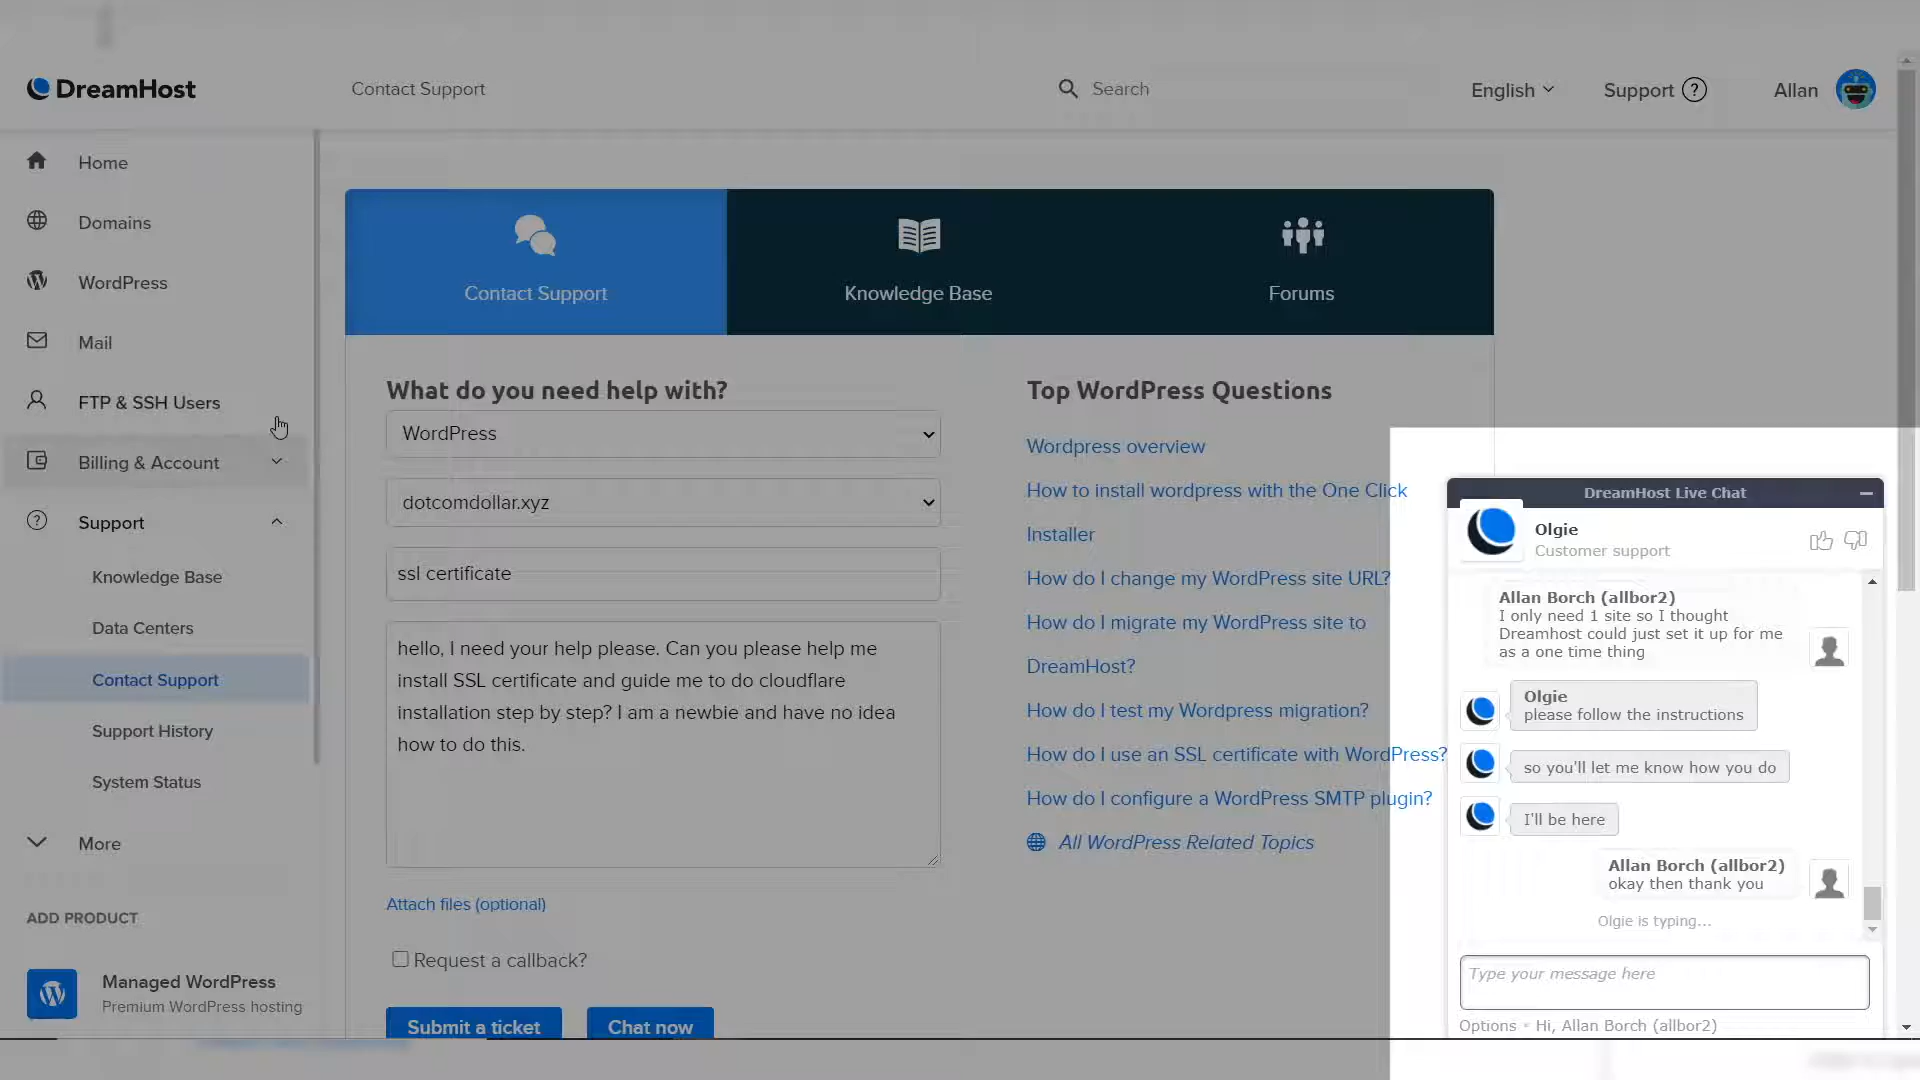 DreamHost
Contact Support
Search
English
Support
Allan
Home
Domains
WordPress
Mail
FTP & SSH Users
Billing & Account
Support
Knowledge Base
Data Centers
Contact Support
Support History
System Status
More
ADD PRODUCT
Managed WordPress
Premium WordPress hosting
Contact Support
Knowledge Base
Forums
What do you need help with?
WordPress
dotcomdollar.xyz
ssl certificate
hello, I need your help please. Can you please help me
install SSL certificate and guide me to do cloudflare
installation step by step? I am a newbie and have no idea
how to do this.
Attach files (optional)
Request a callback?
Submit a ticket
Chat now
Top WordPress Questions
Wordpress overview
How to install wordpress with the One Click
Installer
How do I change my WordPress site URL?
How do I migrate my WordPress site to
DreamHost?
How do I test my Wordpress migration?
How do I use an SSL certificate with WordPress?
How do I configure a WordPress SMTP plugin?
All WordPress Related Topics
DreamHost Live Chat
Olgie
Customer support
Allan Borch (allbor2)
I only need 1 site so I thought
Dreamhost could just set it up for me
as a one time thing
Olgie
please follow the instructions
so you'll let me know how you do
I'll be here
Allan Borch (allbor2)
okay then thank you
Olgie is typing...
Type your message here
Options • Hi, Allan Borch (allbor2)